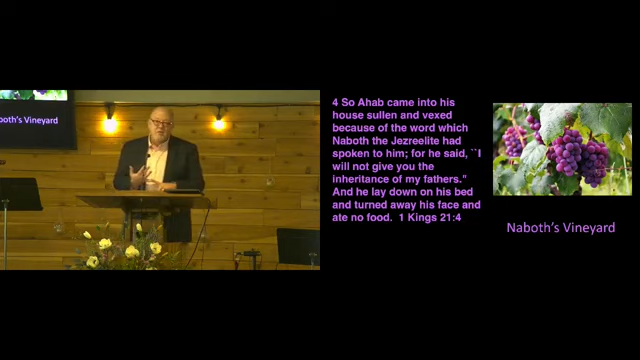 both's Vineyard
4 So Ahab came into his
house sullen and vexed
because of the word which
Naboth the Jezreelite had
spoken to him; for he said, ``I
will not give you the
inheritance of my fathers."
And he lay down on his bed
and turned away his face and
ate no food.  1 Kings 21:4
Naboth's Vineyard